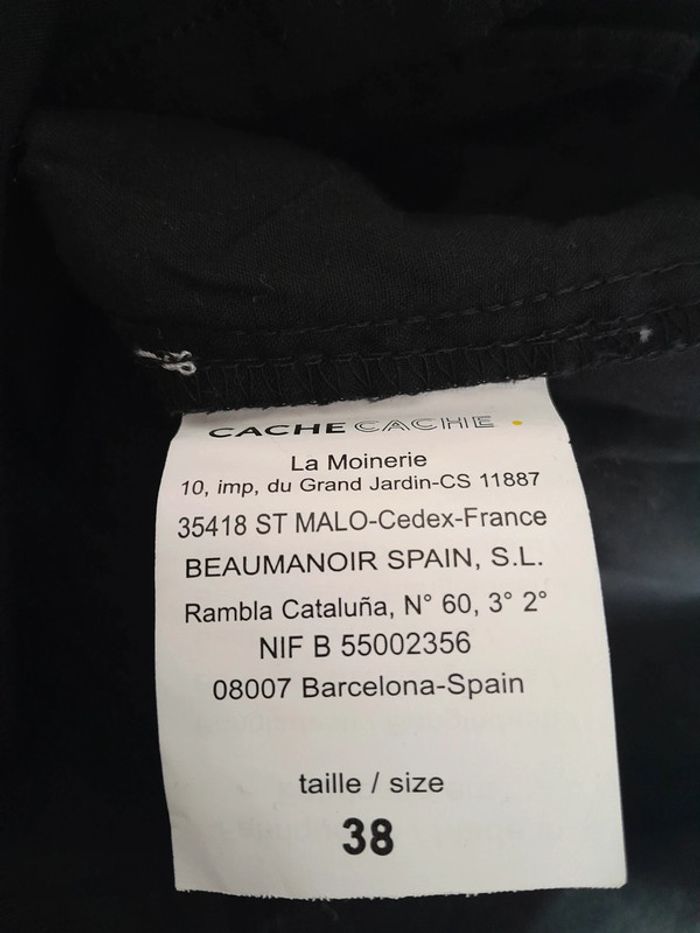 CACHE CACHE
La Moinerie
10, imp, du Grand Jardin-CS 11887
35418 ST MALO-Cedex-France
BEAUMANOIR SPAIN, S.L.
Rambla Cataluña, N° 60, 3° 2°
NIF B 55002356
08007 Barcelona-Spain
taille / size
38